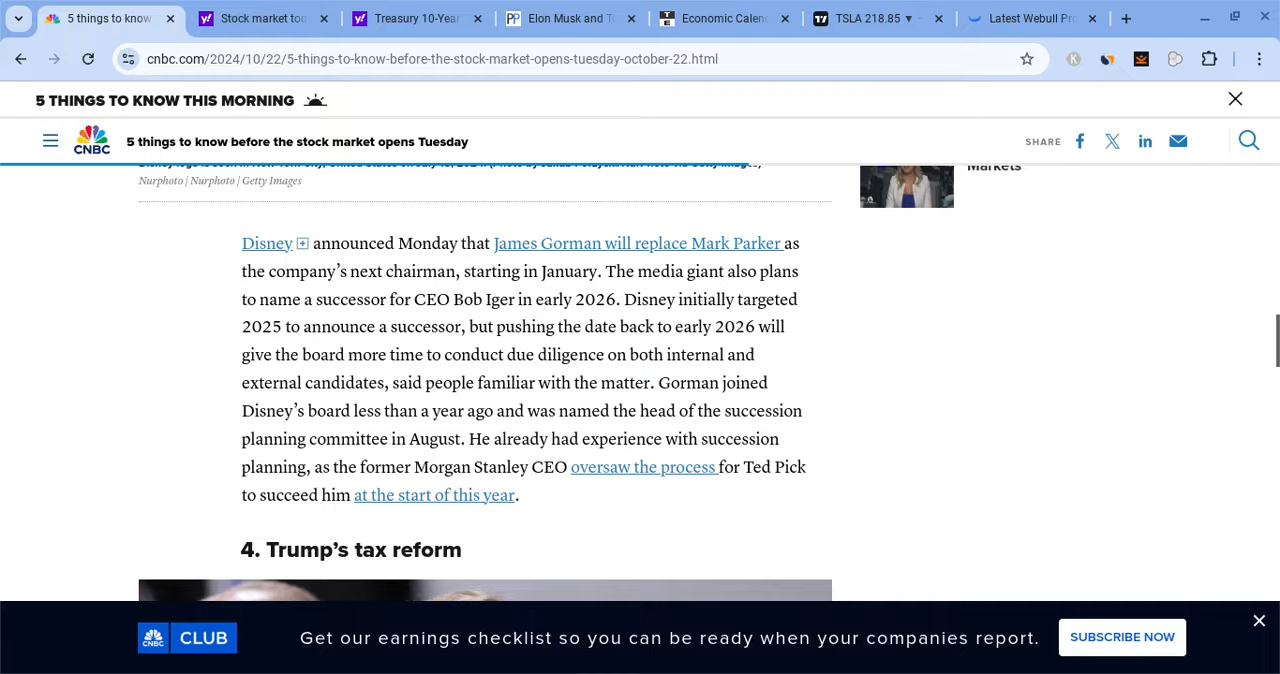 5 things to know
Stock market too
Treasury 10-Year
Elon Musk and T
Economic Calen
TSLA 218.85 ▼
Latest Webull Pr
cnbc.com/2024/10/22/5-things-to-know-before-the-stock-market-opens-tuesday-october-22.html
5 THINGS TO KNOW THIS MORNING
CNBC
5 things to know before the stock market opens Tuesday
SHARE
Markets
Nurphoto | Nurphoto | Getty Images
Disney announced Monday that James Gorman will replace Mark Parker as
the company’s next chairman, starting in January. The media giant also plans
to name a successor for CEO Bob Iger in early 2026. Disney initially targeted
2025 to announce a successor, but pushing the date back to early 2026 will
give the board more time to conduct due diligence on both internal and
external candidates, said people familiar with the matter. Gorman joined
Disney’s board less than a year ago and was named the head of the succession
planning committee in August. He already had experience with succession
planning, as the former Morgan Stanley CEO oversaw the process for Ted Pick
to succeed him at the start of this year.
4. Trump’s tax reform
CNBC CLUB
Get our earnings checklist so you can be ready when your companies report.
SUBSCRIBE NOW